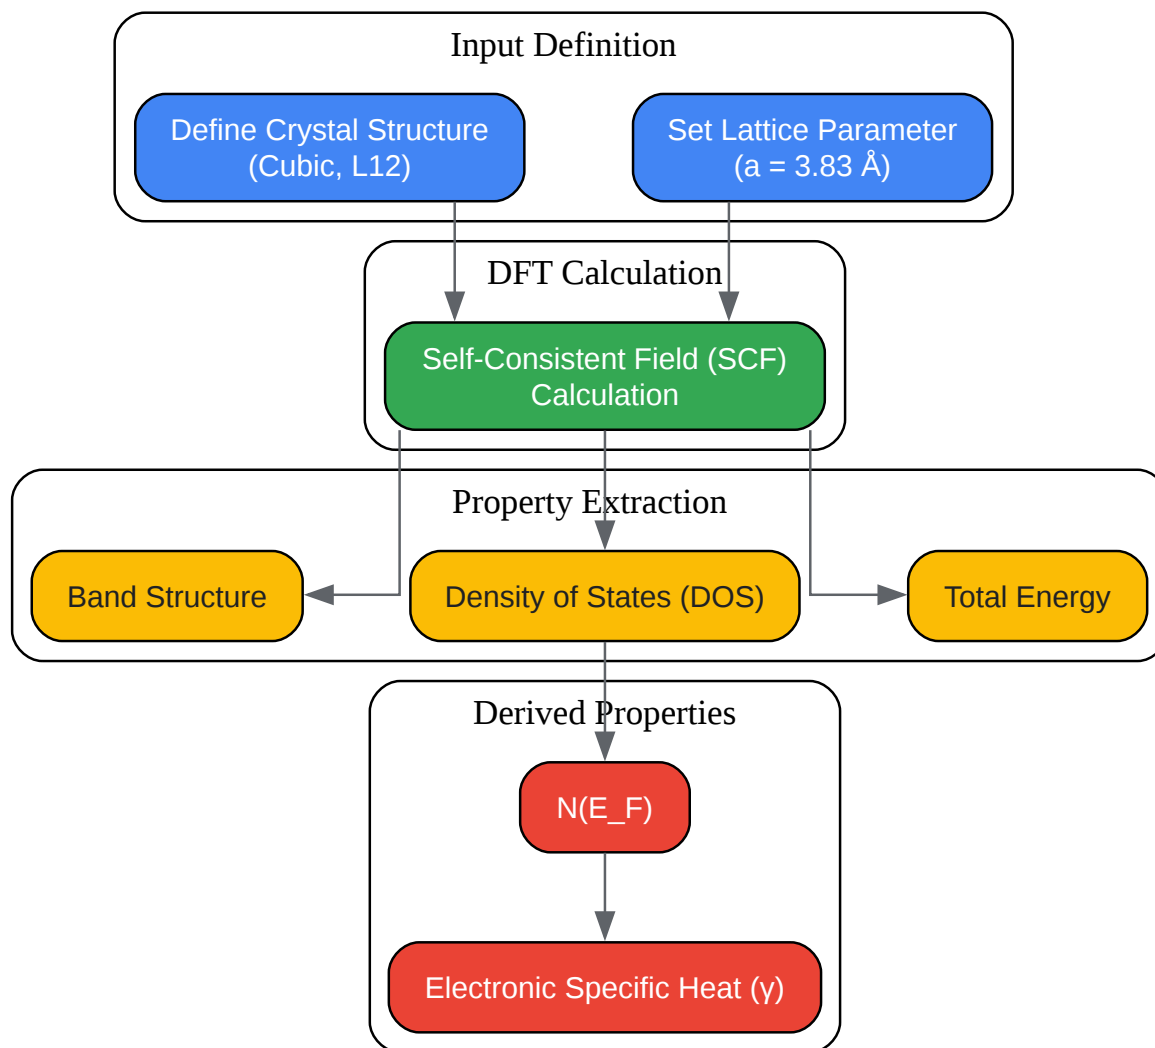 Input Definition
Define Crystal Structure
(Cubic, L12)
Set Lattice Parameter
(a = 3.83 Å)
DFT Calculation
Self-Consistent Field (SCF)
Calculation
Property Extraction
Band Structure
Density of States (DOS)
Total Energy
Derived Properties
N(E_F)
Electronic Specific Heat (γ)